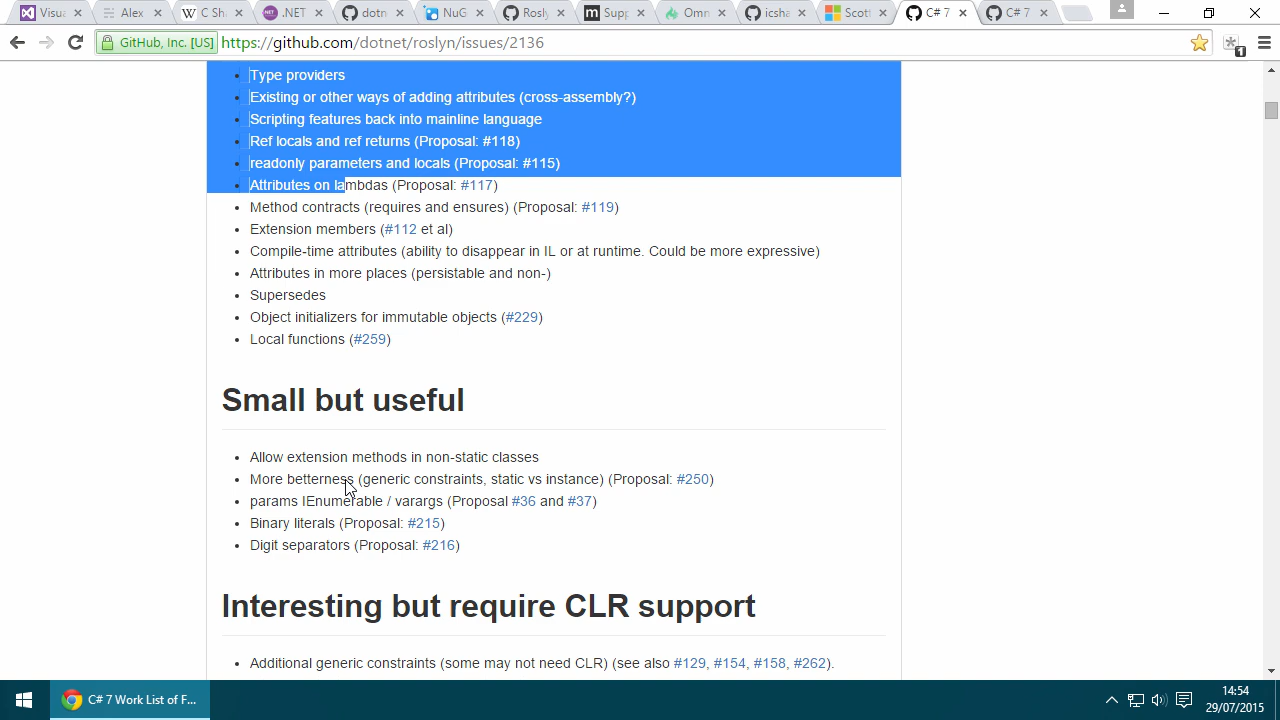 Visua
Alex
C Sha
.NET
dotn
NuG
Rosly
Supp
Omn
icsha
Scott
C# 7
C# 7
GitHub, Inc. [US]
https://github.com/dotnet/roslyn/issues/2136
1
Type providers
Existing or other ways of adding attributes (cross-assembly?)
Scripting features back into mainline language
Ref locals and ref returns (Proposal: #118)
readonly parameters and locals (Proposal: #115)
Attributes on lambdas (Proposal: #117)
Method contracts (requires and ensures) (Proposal: #119)
Extension members (#112 et al)
Compile-time attributes (ability to disappear in IL or at runtime. Could be more expressive)
Attributes in more places (persistable and non-)
Supersedes
Object initializers for immutable objects (#229)
Local functions (#259)
Small but useful
Allow extension methods in non-static classes
More betterness (generic constraints, static vs instance) (Proposal: #250)
params IEnumerable / varargs (Proposal #36 and #37)
Binary literals (Proposal: #215)
Digit separators (Proposal: #216)
Interesting but require CLR support
Additional generic constraints (some may not need CLR) (see also #129, #154, #158, #262).
C# 7 Work List of F...
14:54
29/07/2015